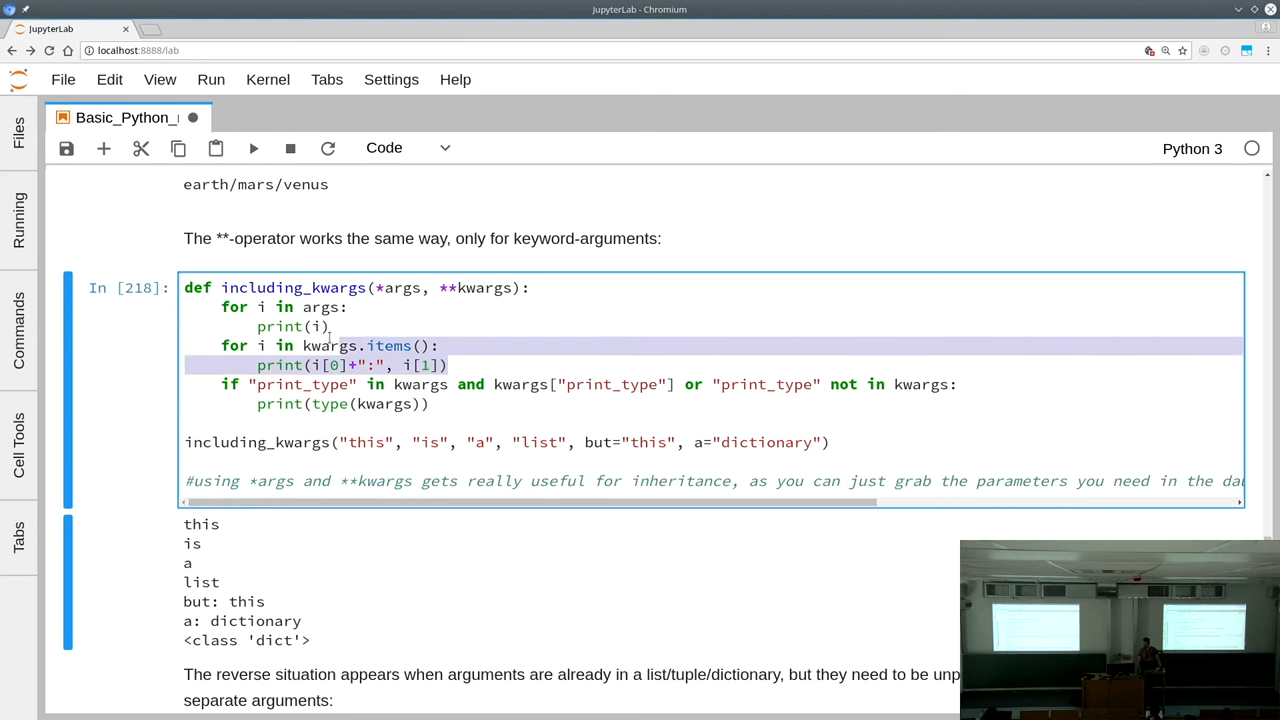 JupyterLab - Chromium
JupyterLab
localhost:8888/lab
File Edit View Run Kernel Tabs Settings Help
Files
Running
Commands
Cell Tools
Tabs
Basic_Python_
Code
Python 3
earth/mars/venus
The **-operator works the same way, only for keyword-arguments:
In [218]:
def including_kwargs(*args, **kwargs):
    for i in args:
        print(i)
    for i in kwargs.items():
        print(i[0]+":", i[1])
    if "print_type" in kwargs and kwargs["print_type"] or "print_type" not in kwargs:
        print(type(kwargs))
including_kwargs("this", "is", "a", "list", but="this", a="dictionary")
#using *args and **kwargs gets really useful for inheritance, as you can just grab the parameters you need in the
this
is
a
list
but: this
a: dictionary
<class 'dict'>
The reverse situation appears when arguments are already in a list/tuple/dictionary, but they need to be
separate arguments: